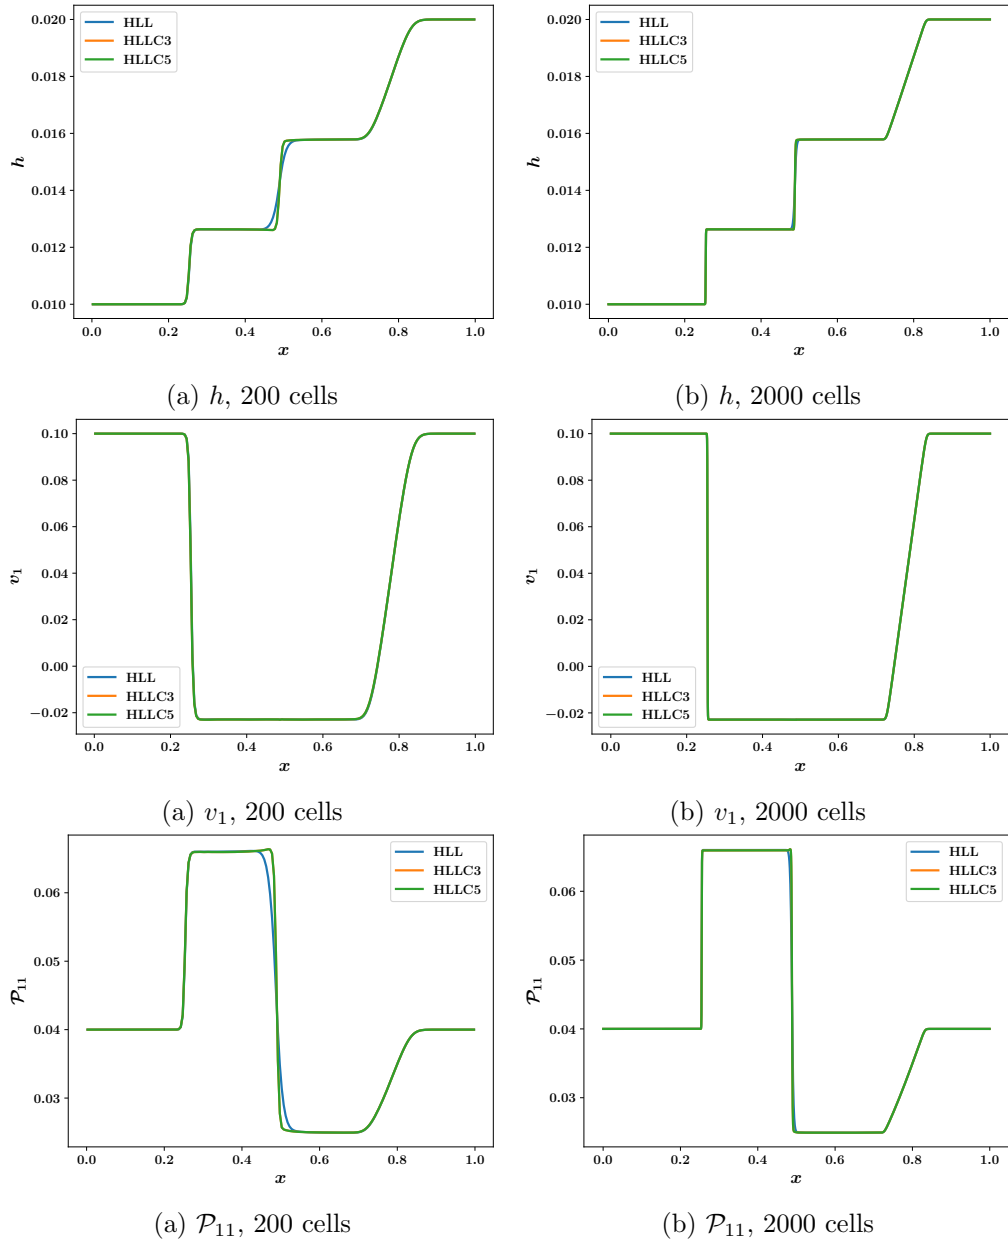 0.020
0.018
0.016
0.014
0.012
0.010
h
HLL
HLLC3
HLLC5
0.0 0.2 0.4 0.6 0.8 1.0
x
(a) h, 200 cells
0.020
0.018
0.016
0.014
0.012
0.010
h
HLL
HLLC3
HLLC5
0.0 0.2 0.4 0.6 0.8 1.0
x
(b) h, 2000 cells
0.10
0.08
0.06
0.04
0.02
0.00
−0.02
v₁
HLL
HLLC3
HLLC5
0.0 0.2 0.4 0.6 0.8 1.0
x
(a) v₁, 200 cells
0.10
0.08
0.06
0.04
0.02
0.00
−0.02
v₁
HLL
HLLC3
HLLC5
0.0 0.2 0.4 0.6 0.8 1.0
x
(b) v₁, 2000 cells
0.06
0.05
0.04
0.03
𝒫₁₁
HLL
HLLC3
HLLC5
0.0 0.2 0.4 0.6 0.8 1.0
x
(a) 𝒫₁₁, 200 cells
0.06
0.05
0.04
0.03
𝒫₁₁
HLL
HLLC3
HLLC5
0.0 0.2 0.4 0.6 0.8 1.0
x
(b) 𝒫₁₁, 2000 cells